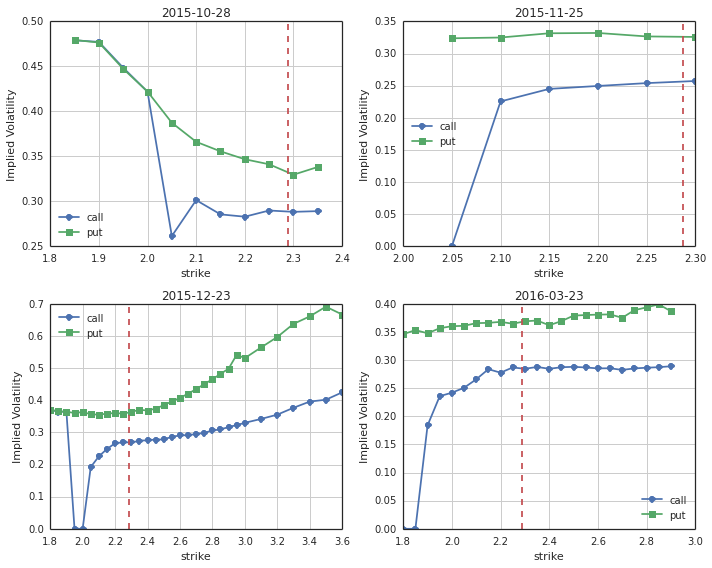 2015-10-28
0.50
0.45
0.40
0.35
0.30
0.25
Implied Volatility
call
put
1.8 1.9 2.0 2.1 2.2 2.3 2.4
strike
2015-11-25
0.35
0.30
0.25
0.20
0.15
0.10
0.05
0.00
Implied Volatility
call
put
2.00 2.05 2.10 2.15 2.20 2.25 2.30
strike
2015-12-23
0.7
0.6
0.5
0.4
0.3
0.2
0.1
0.0
Implied Volatility
call
put
1.8 2.0 2.2 2.4 2.6 2.8 3.0 3.2 3.4 3.6
strike
2016-03-23
0.40
0.35
0.30
0.25
0.20
0.15
0.10
0.05
0.00
Implied Volatility
call
put
1.8 2.0 2.2 2.4 2.6 2.8 3.0
strike